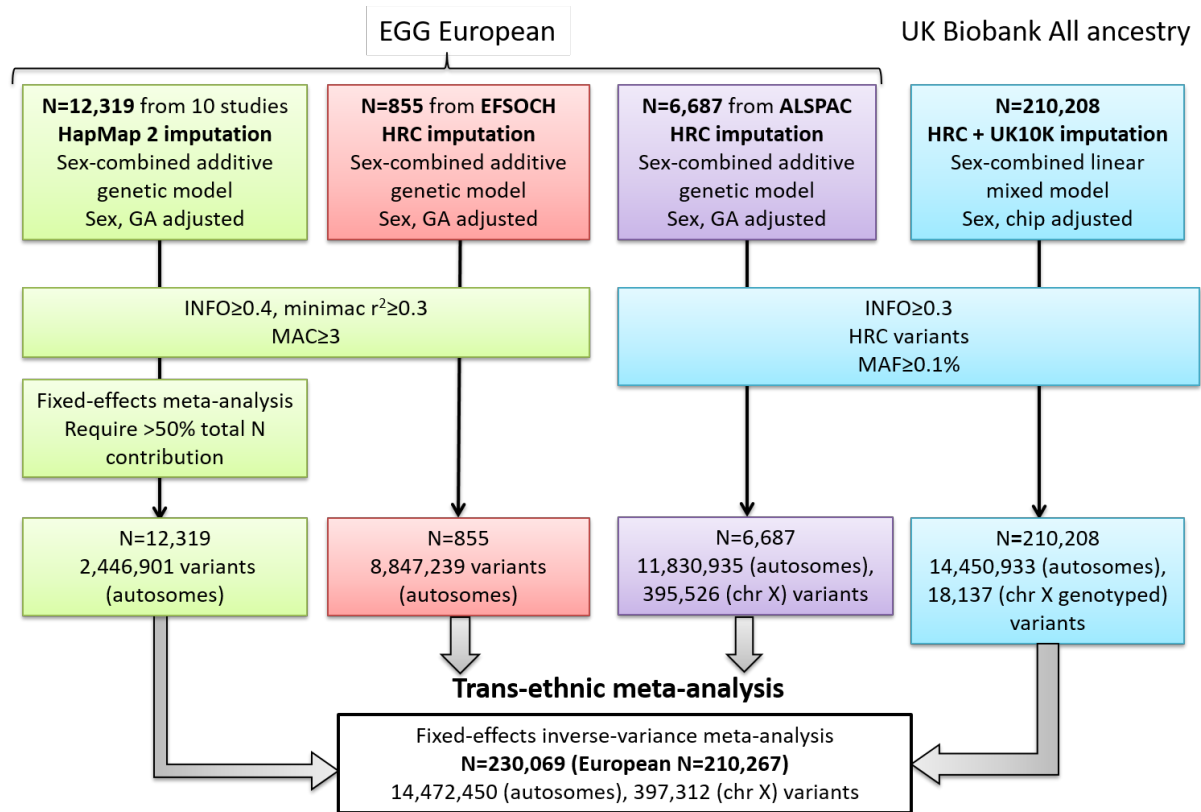 EGG European
UK Biobank All ancestry
N=12,319 from 10 studies
HapMap 2 imputation
Sex-combined additive
genetic model
Sex, GA adjusted
N=855 from EFSOCH
HRC imputation
Sex-combined additive
genetic model
Sex, GA adjusted
N=6,687 from ALSPAC
HRC imputation
Sex-combined additive
genetic model
Sex, GA adjusted
N=210,208
HRC + UK10K imputation
Sex-combined linear
mixed model
Sex, chip adjusted
INFO≥0.4, minimac r²≥0.3
MAC≥3
INFO≥0.3
HRC variants
MAF≥0.1%
Fixed-effects meta-analysis
Require >50% total N
contribution
N=12,319
2,446,901 variants
(autosomes)
N=855
8,847,239 variants
(autosomes)
N=6,687
11,830,935 (autosomes),
395,526 (chr X) variants
N=210,208
14,450,933 (autosomes),
18,137 (chr X genotyped)
variants
Trans-ethnic meta-analysis
Fixed-effects inverse-variance meta-analysis
N=230,069 (European N=210,267)
14,472,450 (autosomes), 397,312 (chr X) variants